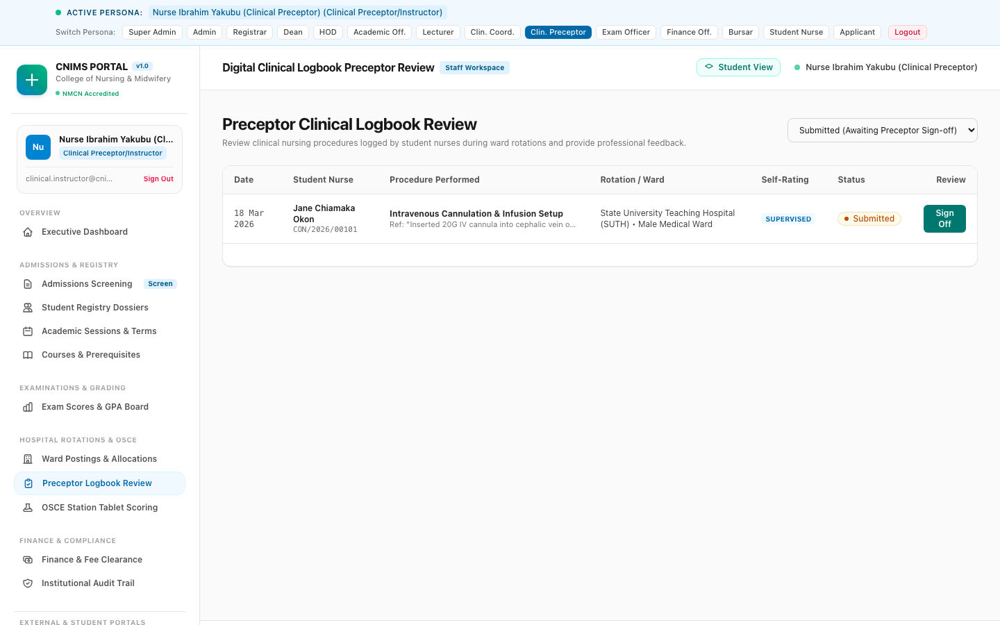 ACTIVE PERSONA: Nurse Ibrahim Yakubu (Clinical Preceptor) (Clinical Preceptor/Instructor)
Switch Persona: Super Admin Admin Registrar Dean HOD Academic Off. Lecturer Clin. Coord. Clin. Preceptor Exam Officer Finance Off. Bursar Student Nurse Applicant Logout
CNIMS PORTAL v1.0
College of Nursing & Midwifery
NMCN Accredited
Nu
Nurse Ibrahim Yakubu (Cl...
Clinical Preceptor/Instructor
clinical.instructor@cni... Sign Out
OVERVIEW
Executive Dashboard
ADMISSIONS & REGISTRY
Admissions Screening Screen
Student Registry Dossiers
Academic Sessions & Terms
Courses & Prerequisites
EXAMINATIONS & GRADING
Exam Scores & GPA Board
HOSPITAL ROTATIONS & OSCE
Ward Postings & Allocations
Preceptor Logbook Review
OSCE Station Tablet Scoring
FINANCE & COMPLIANCE
Finance & Fee Clearance
Institutional Audit Trail
EXTERNAL & STUDENT PORTALS
Digital Clinical Logbook Preceptor Review Staff Workspace
Student View
Nurse Ibrahim Yakubu (Clinical Preceptor)
Preceptor Clinical Logbook Review
Review clinical nursing procedures logged by student nurses during ward rotations and provide professional feedback.
Submitted (Awaiting Preceptor Sign-off)
Date Student Nurse Procedure Performed Rotation / Ward Self-Rating Status Review
18 Mar
2026
Jane Chiamaka
Okon
CON/2026/00101
Intravenous Cannulation & Infusion Setup
Ref: "Inserted 20G IV cannula into cephalic vein o...
State University Teaching Hospital
(SUTH) • Male Medical Ward
SUPERVISED
Submitted
Sign
Off